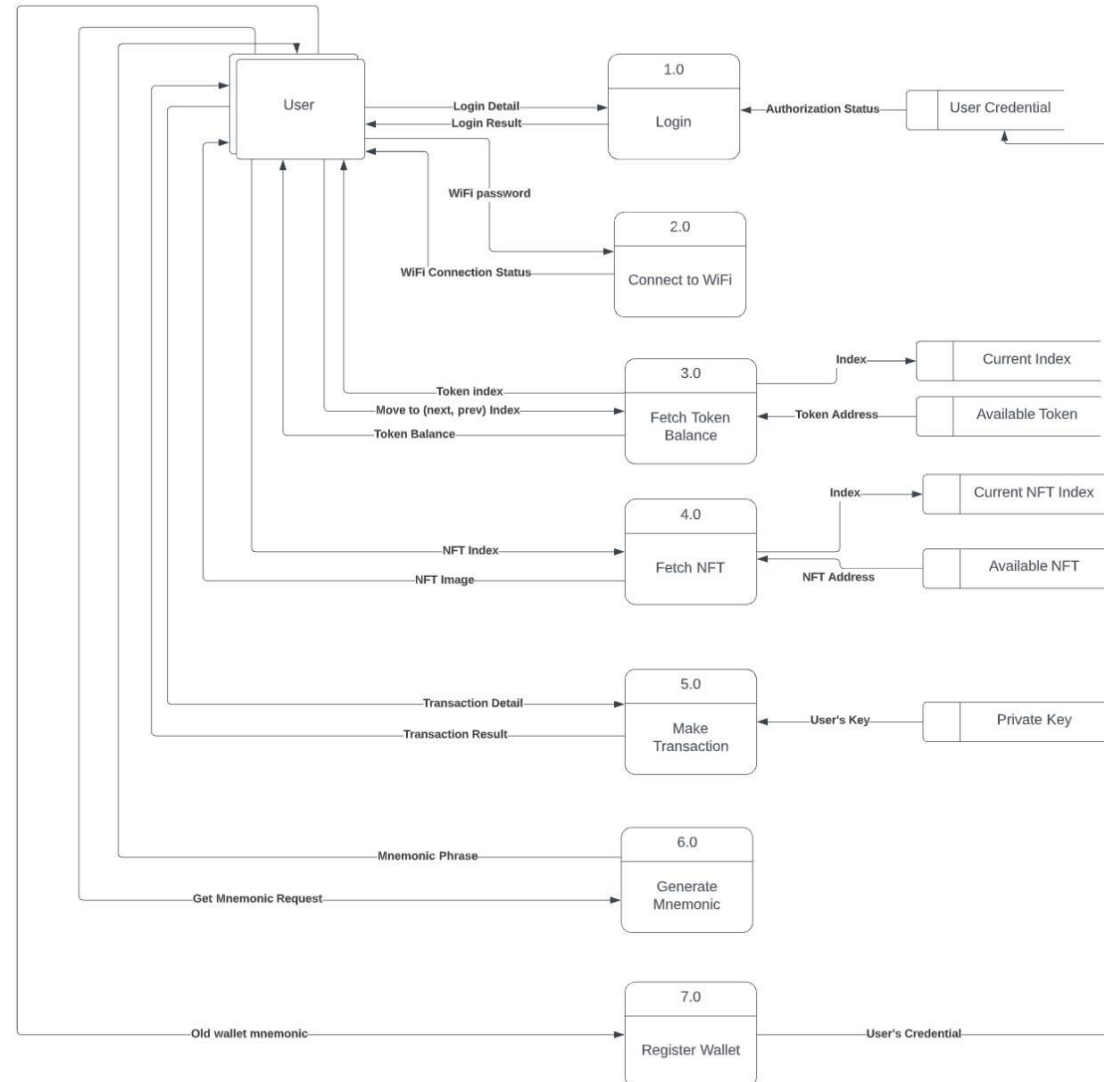 User
1.0
Login
Login Detail
Login Result
Authorization Status
User Credential
WiFi password
2.0
Connect to WiFi
WiFi Connection Status
3.0
Fetch Token
Balance
Token index
Move to (next, prev) Index
Token Balance
Index
Current Index
Token Address
Available Token
4.0
Fetch NFT
NFT Index
NFT Image
Index
Current NFT Index
NFT Address
Available NFT
5.0
Make
Transaction
Transaction Detail
Transaction Result
User's Key
Private Key
6.0
Generate
Mnemonic
Mnemonic Phrase
Get Mnemonic Request
7.0
Register Wallet
Old wallet mnemonic
User's Credential